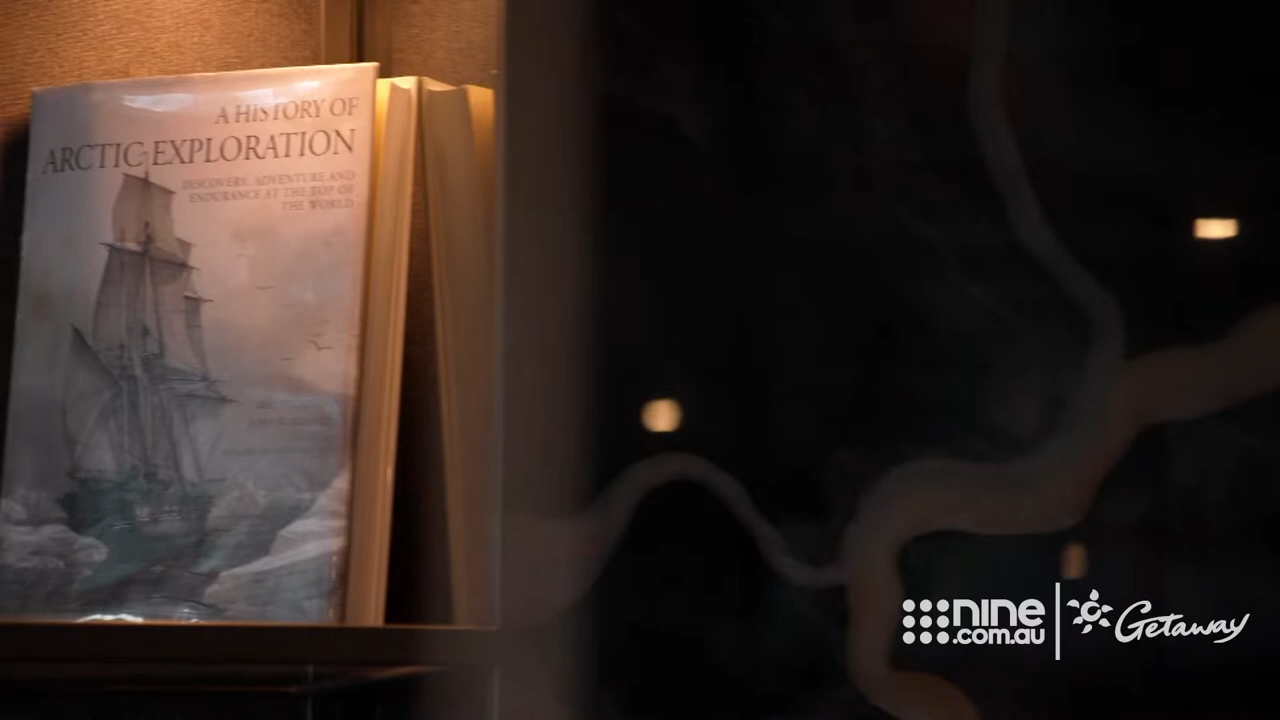 A HISTORY OF
ARCTIC EXPLORATION
DISCOVERY, ADVENTURE AND
ENDURANCE AT THE TOP OF
THE WORLD
nine
.com.au
Getaway